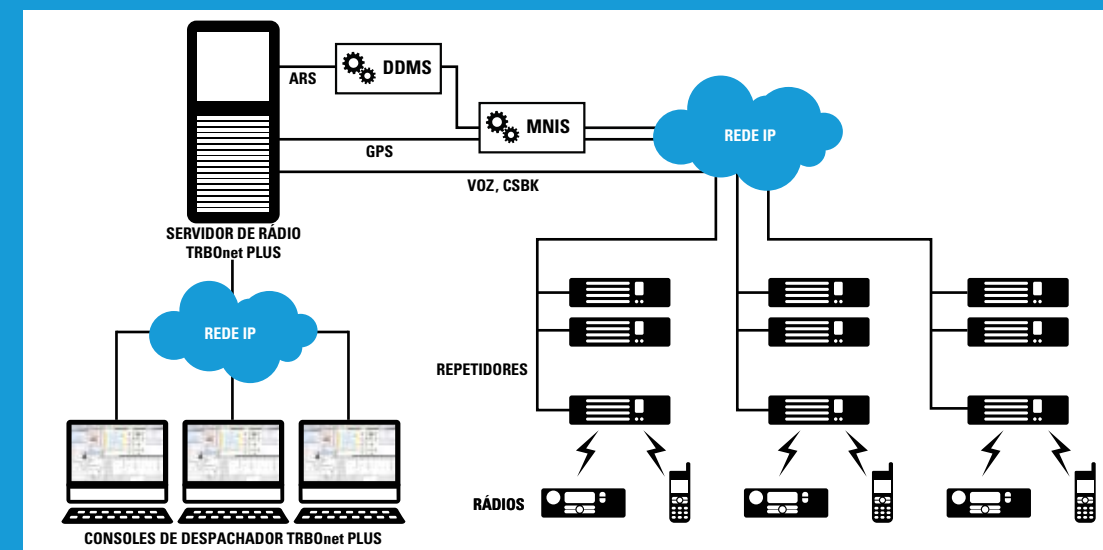 ARS
DDMS
MNIS
GPS
VOZ, CSBK
REDE IP
SERVIDOR DE RÁDIO
TRBOnet PLUS
REDE IP
REPETIDORES
RÁDIOS
CONSOLES DE DESPACHADOR TRBOnet PLUS